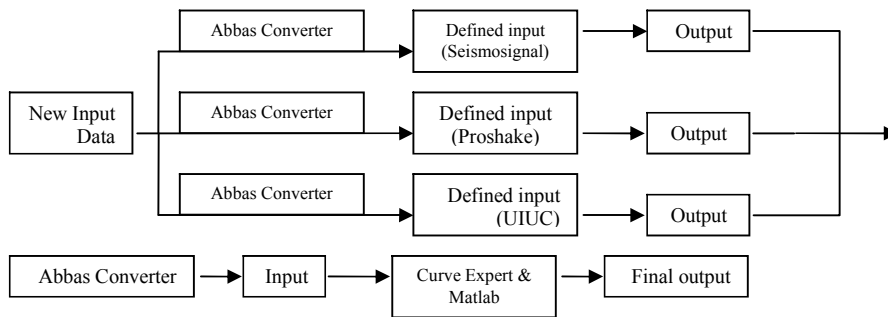 Abbas Converter
Defined input
(Seismosignal)
Output
New Input
Data
Abbas Converter
Defined input
(Proshake)
Output
Abbas Converter
Defined input
(UIUC)
Output
Abbas Converter
Input
Curve Expert &
Matlab
Final output